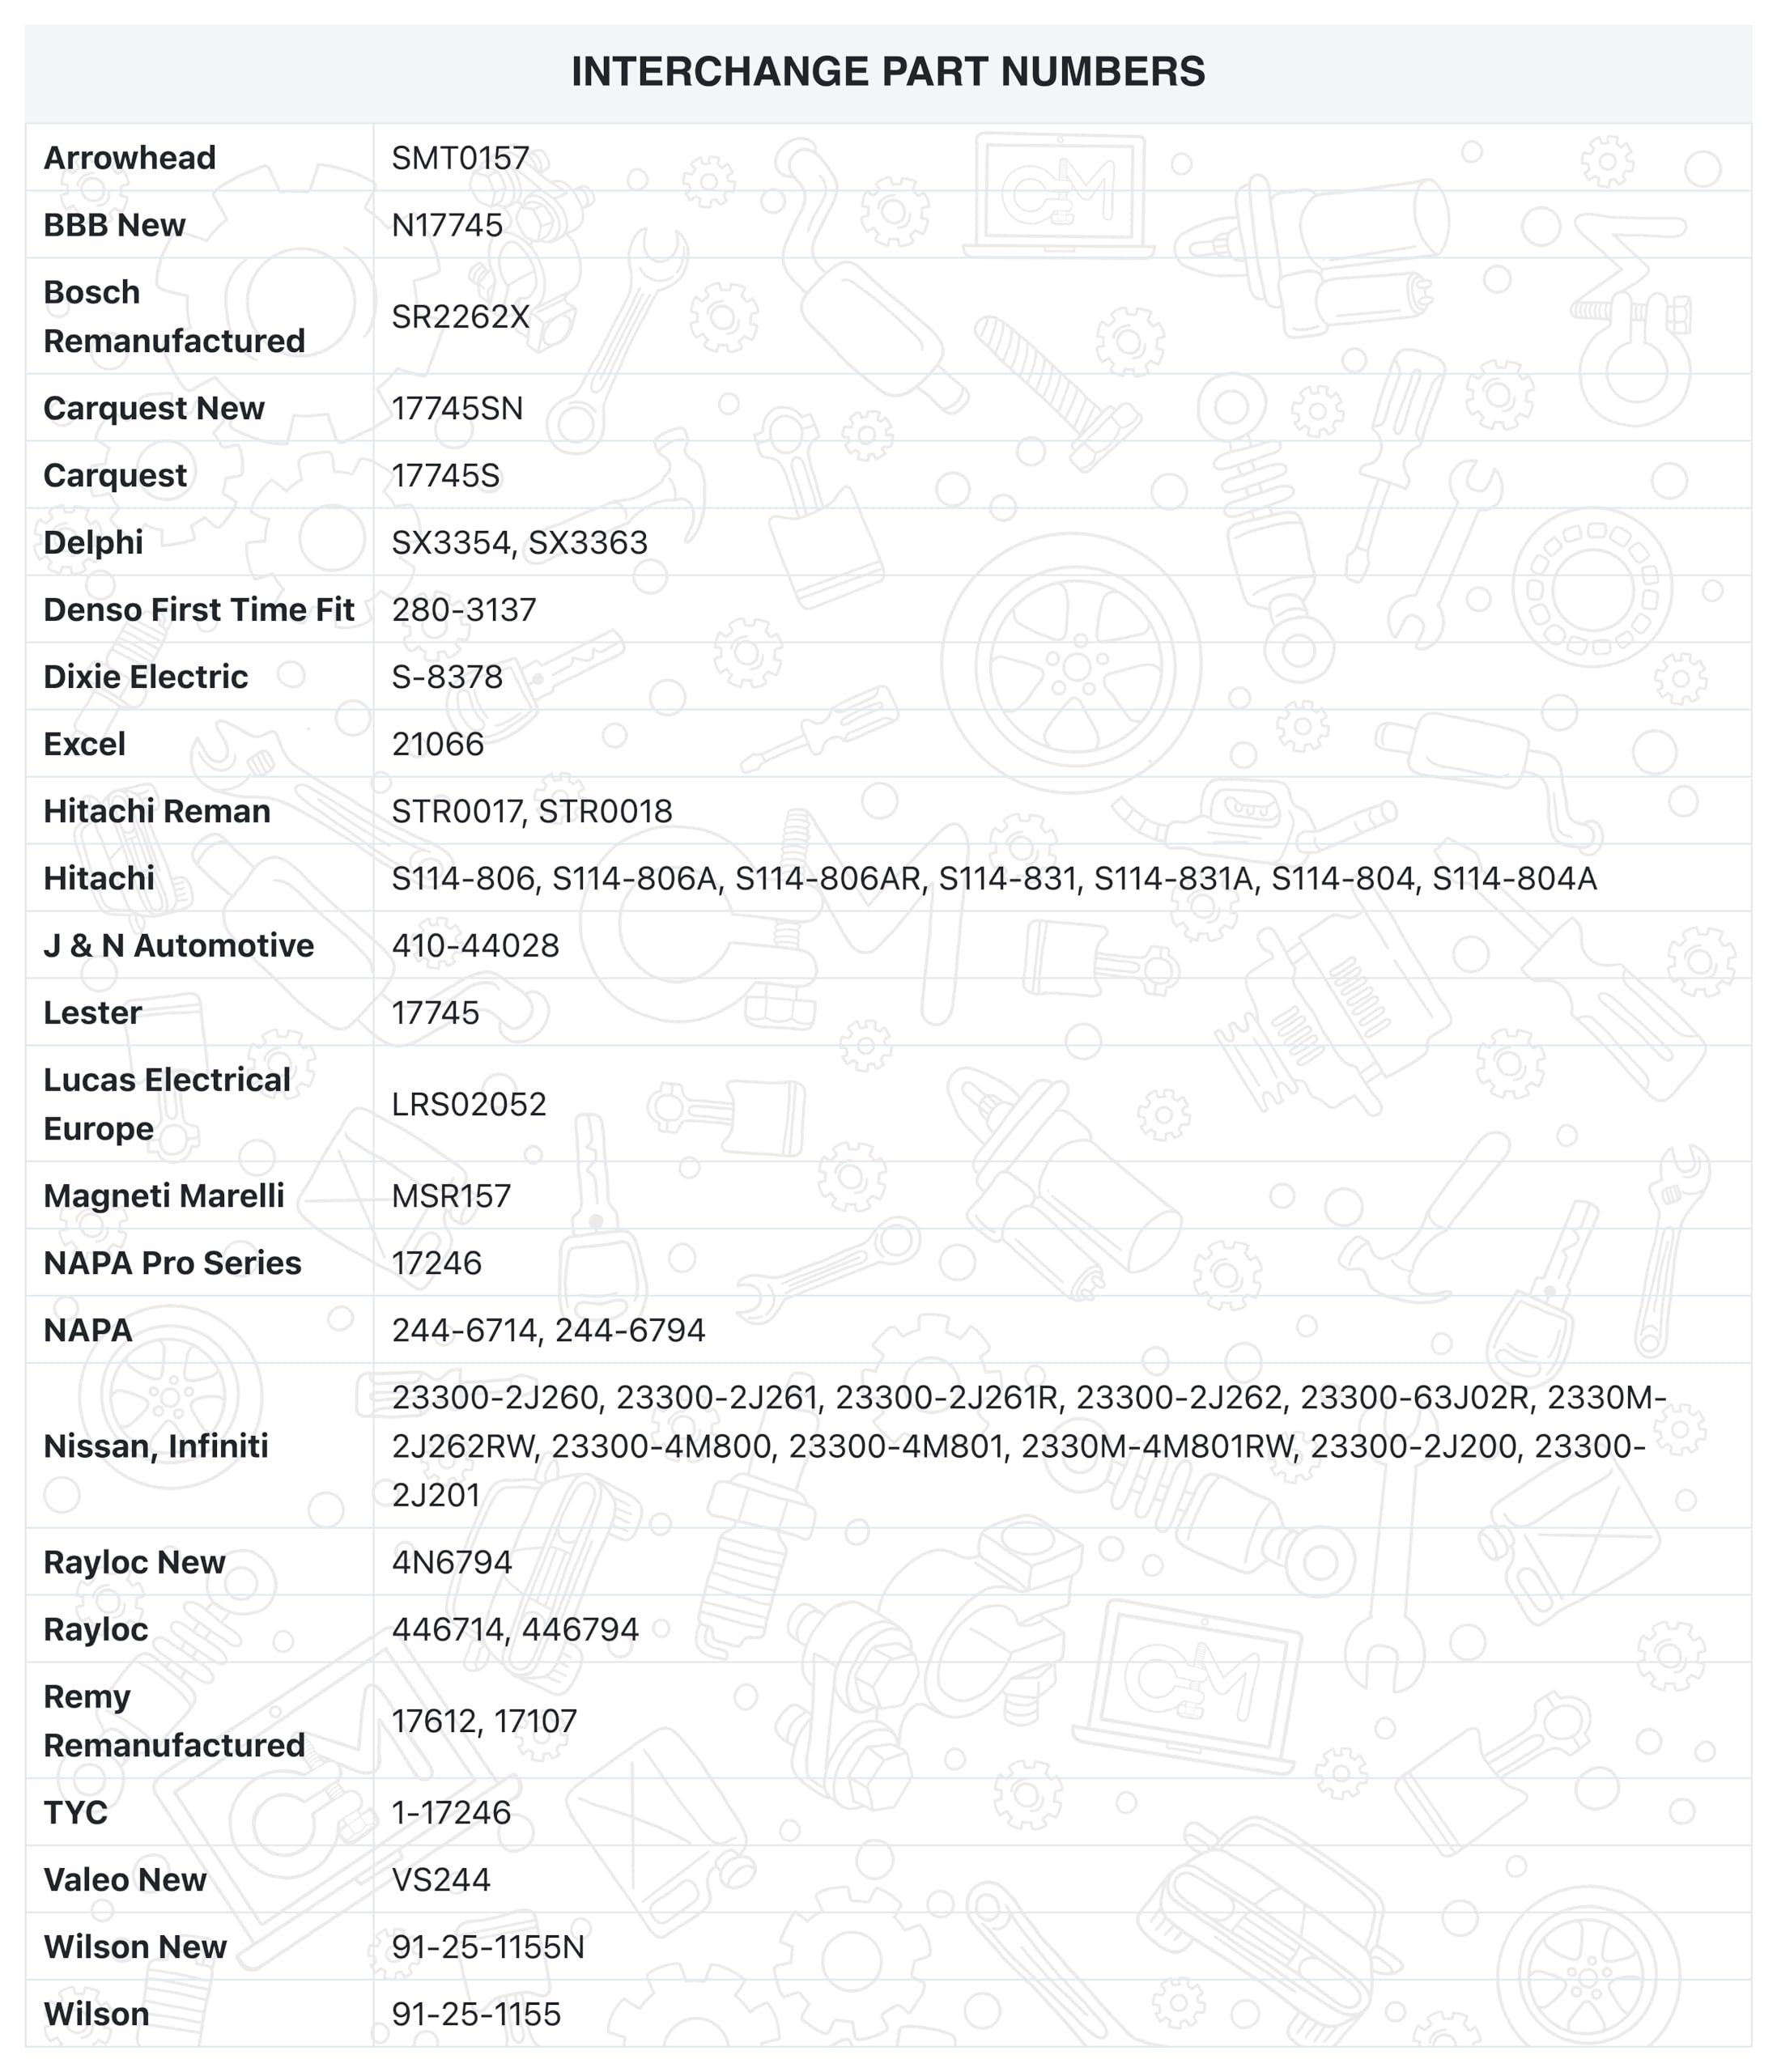 INTERCHANGE PART NUMBERS
Arrowhead SMT0157
BBB New N17745
Bosch
Remanufactured
SR2262X
Carquest New 17745SN
Carquest 17745S
Delphi SX3354, SX3363
Denso First Time Fit 280-3137
Dixie Electric S-8378
Excel 21066
Hitachi Reman STR0017, STR0018
Hitachi S114-806, S114-806A, S114-806AR, S114-831, S114-831A, S114-804, S114-804A
J & N Automotive 410-44028
Lester 17745
Lucas Electrical
Europe
LRS02052
Magneti Marelli MSR157
NAPA Pro Series 17246
NAPA 244-6714, 244-6794
Nissan, Infiniti
23300-2J260, 23300-2J261, 23300-2J261R, 23300-2J262, 23300-63J02R, 2330M-
2J262RW, 23300-4M800, 23300-4M801, 2330M-4M801RW, 23300-2J200, 23300-
2J201
Rayloc New 4N6794
Rayloc 446714, 446794
Remy
Remanufactured
17612, 17107
TYC 1-17246
Valeo New VS244
Wilson New 91-25-1155N
Wilson 91-25-1155